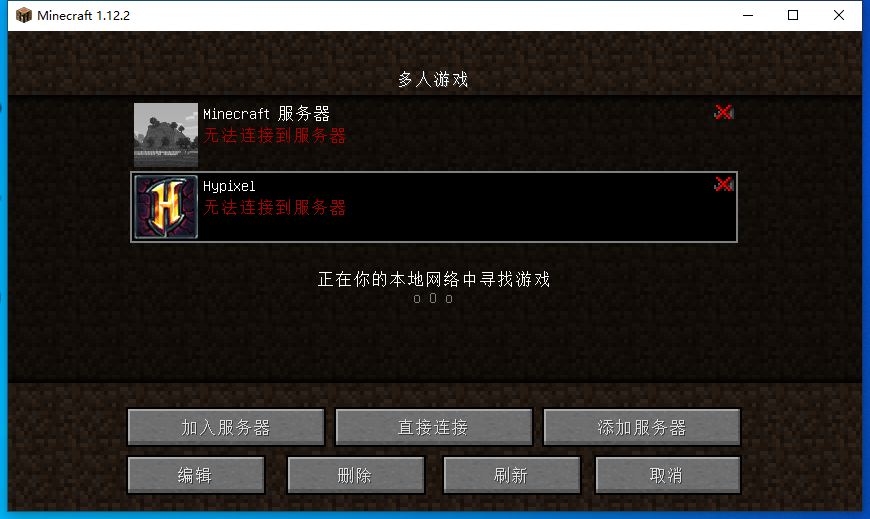 Minecraft 1.12.2
多人游戏
Minecraft 服务器
无法连接到服务器
Hypixel
无法连接到服务器
正在你的本地网络中寻找游戏
o O o
加入服务器 直接连接 添加服务器
编辑 删除 刷新 取消